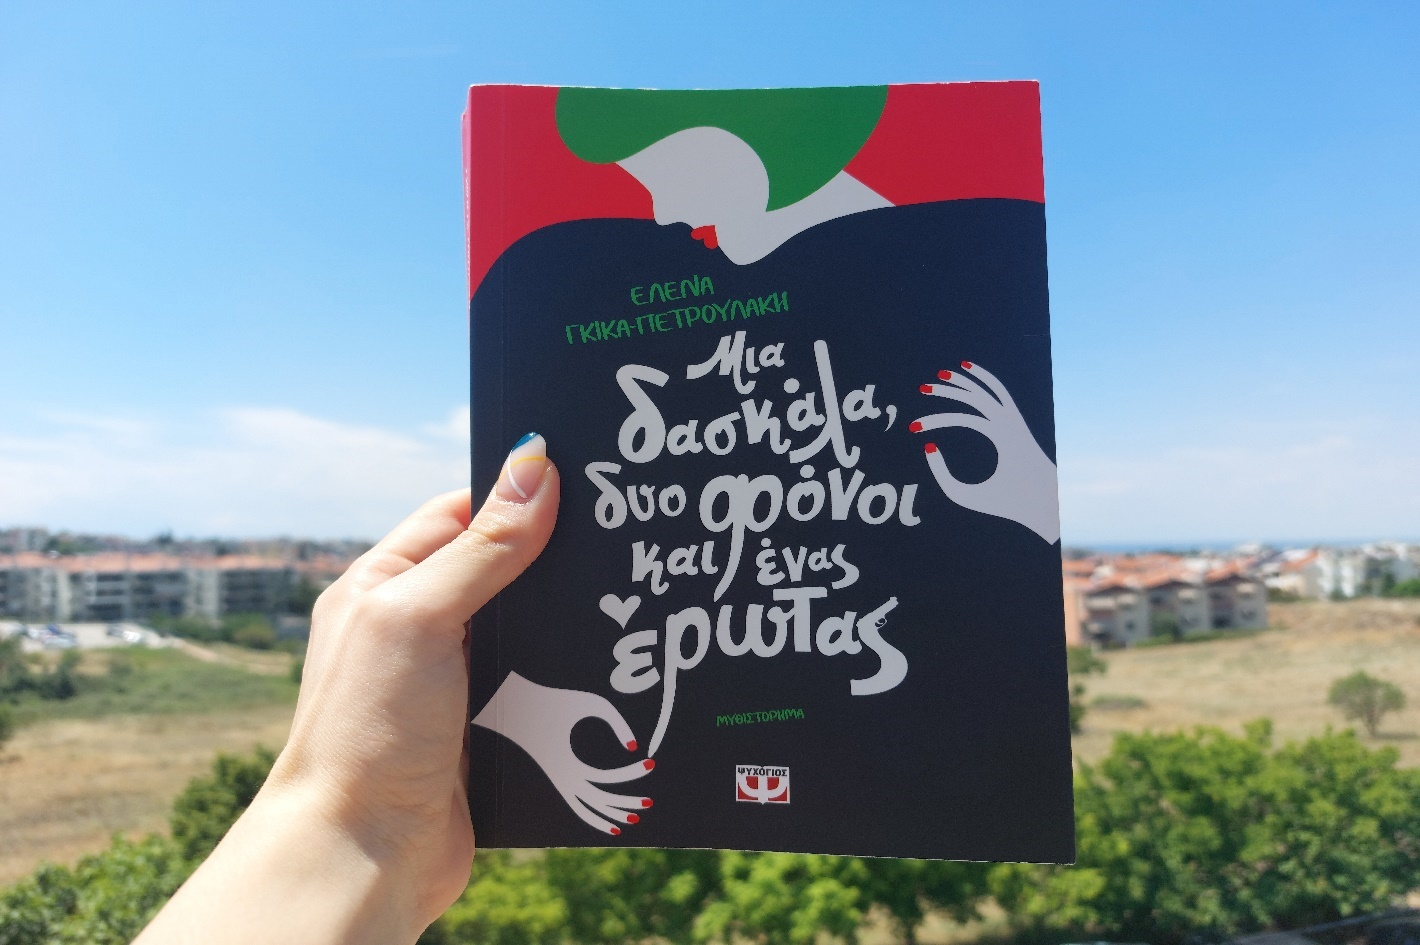 ΕΛΕΝΑ
ΓΚΙΚΑ-ΠΕΤΡΟΥΛΑΚΗ
Μια
δασκάλα,
δυο φόνοι
και ένας
έρωτας
ΜΥΘΙΣΤΟΡΗΜΑ
ΨΥΧΟΓΙΟΣ